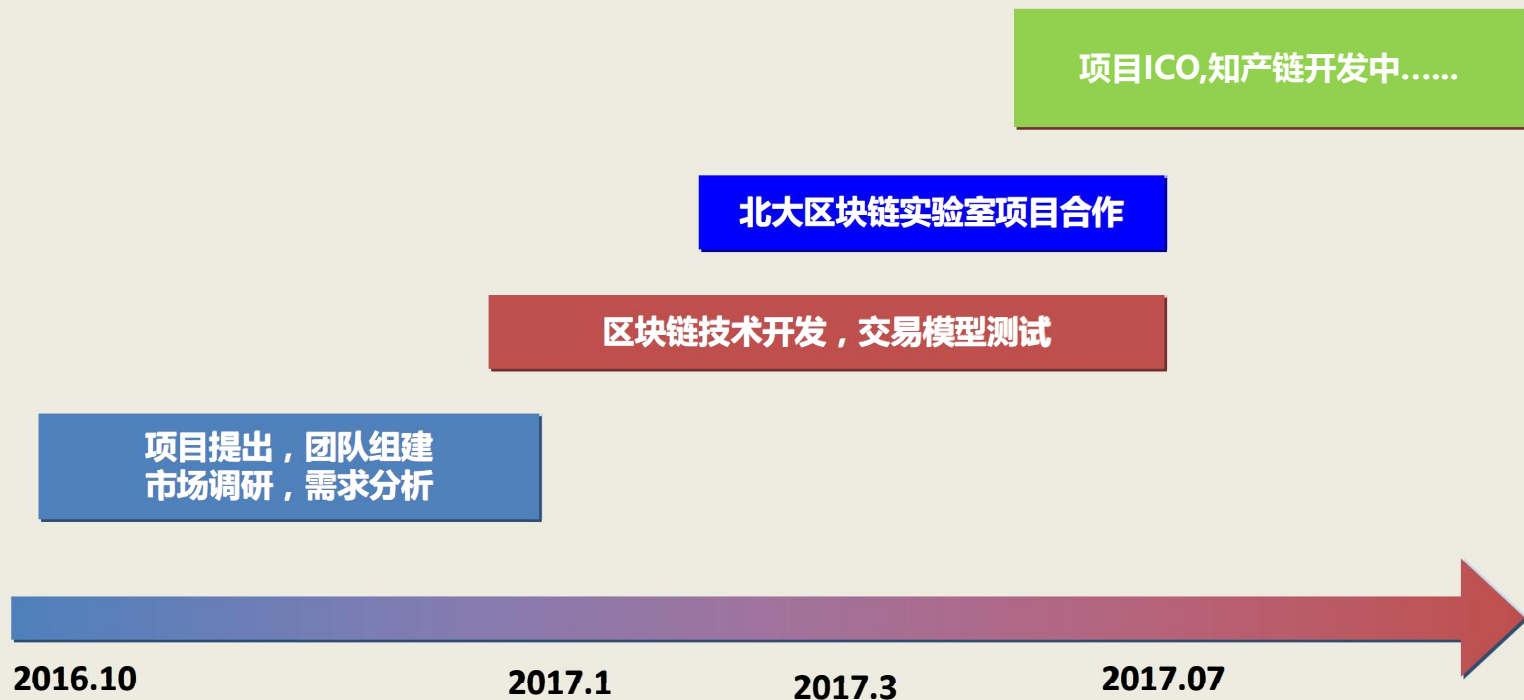 项目ICO,知产链开发中......
北大区块链实验室项目合作
区块链技术开发，交易模型测试
项目提出，团队组建
市场调研，需求分析
2016.10
2017.1
2017.3
2017.07